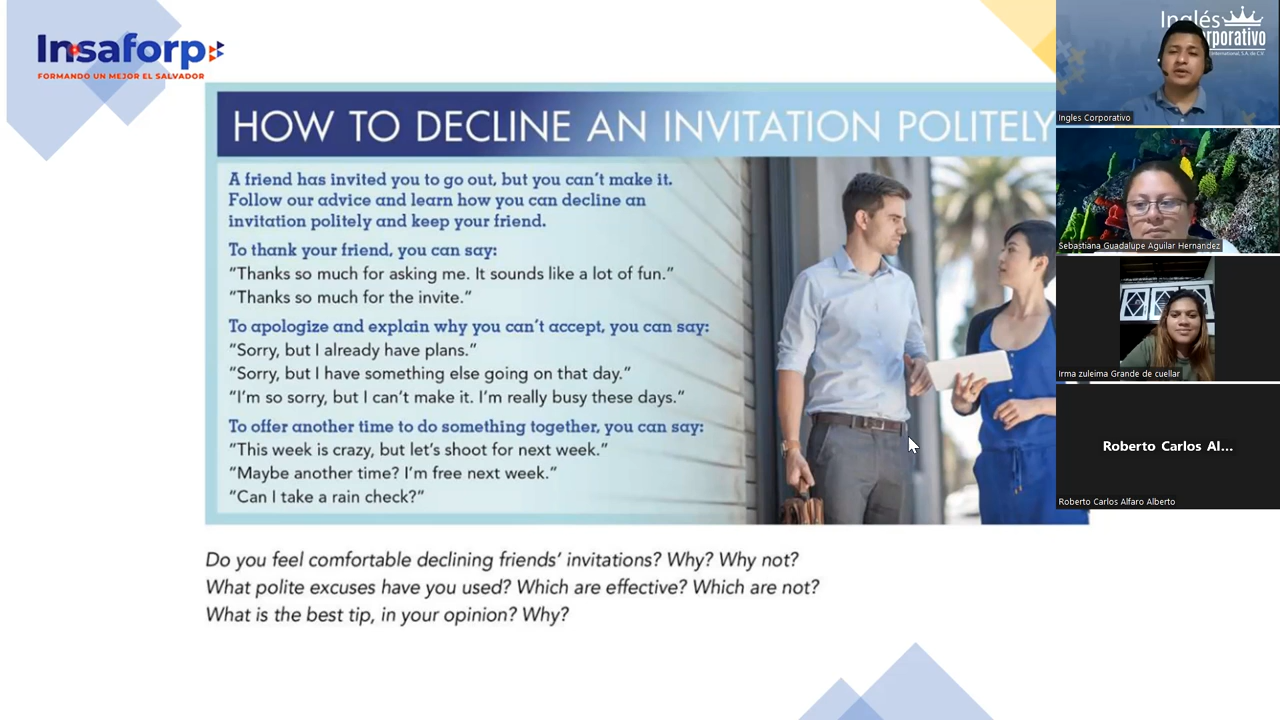 Insaforp
FORMANDO UN MEJOR EL SALVADOR
HOW TO DECLINE AN INVITATION POLITELY
A friend has invited you to go out, but you can't make it.
Follow our advice and learn how you can decline an
invitation politely and keep your friend.
To thank your friend, you can say:
"Thanks so much for asking me. It sounds like a lot of fun."
"Thanks so much for the invite."
To apologize and explain why you can't accept, you can say:
"Sorry, but I already have plans."
"Sorry, but I have something else going on that day."
"I'm so sorry, but I can't make it. I'm really busy these days."
To offer another time to do something together, you can say:
"This week is crazy, but let's shoot for next week."
"Maybe another time? I'm free next week."
"Can I take a rain check?"
Do you feel comfortable declining friends' invitations? Why? Why not?
What polite excuses have you used? Which are effective? Which are not?
What is the best tip, in your opinion? Why?
Inglés
rporativo
International, S.A. de C.V.
Ingles Corporativo
Sebastiana Guadalupe Aguilar Hernandez
Irma zuleima Grande de cuellar
Roberto Carlos Al...
Roberto Carlos Alfaro Alberto